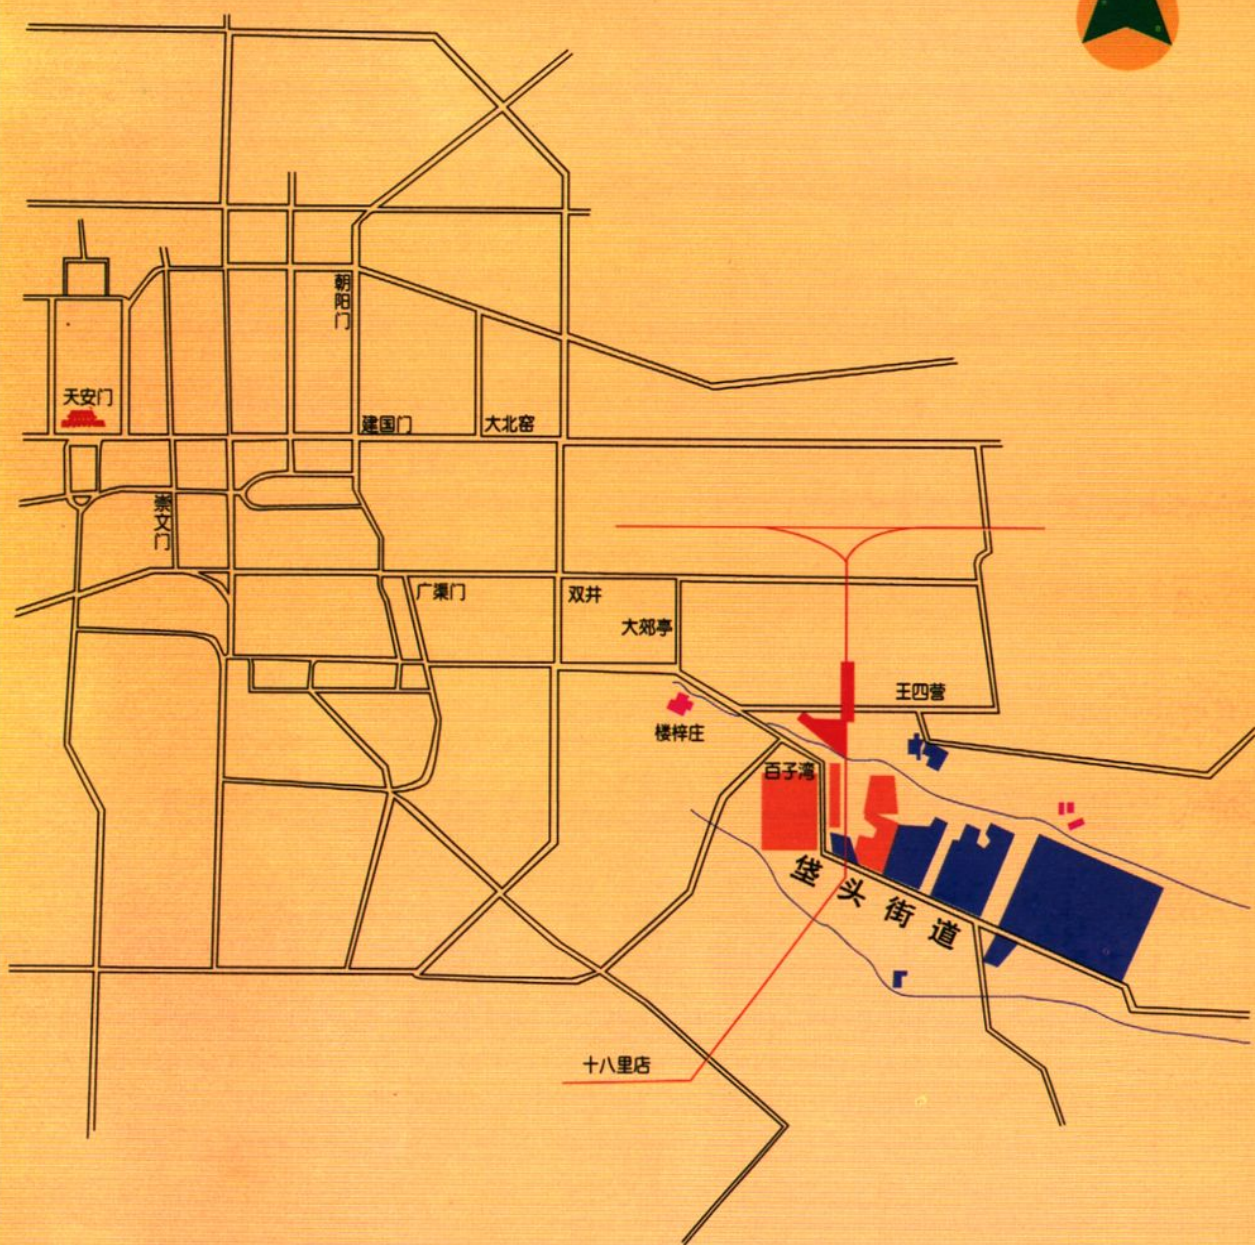 朝阳门
天安门
建国门
大北窑
崇文门
广渠门
双井
大郊亭
王四营
楼梓庄
百子湾
垡头街道
十八里店